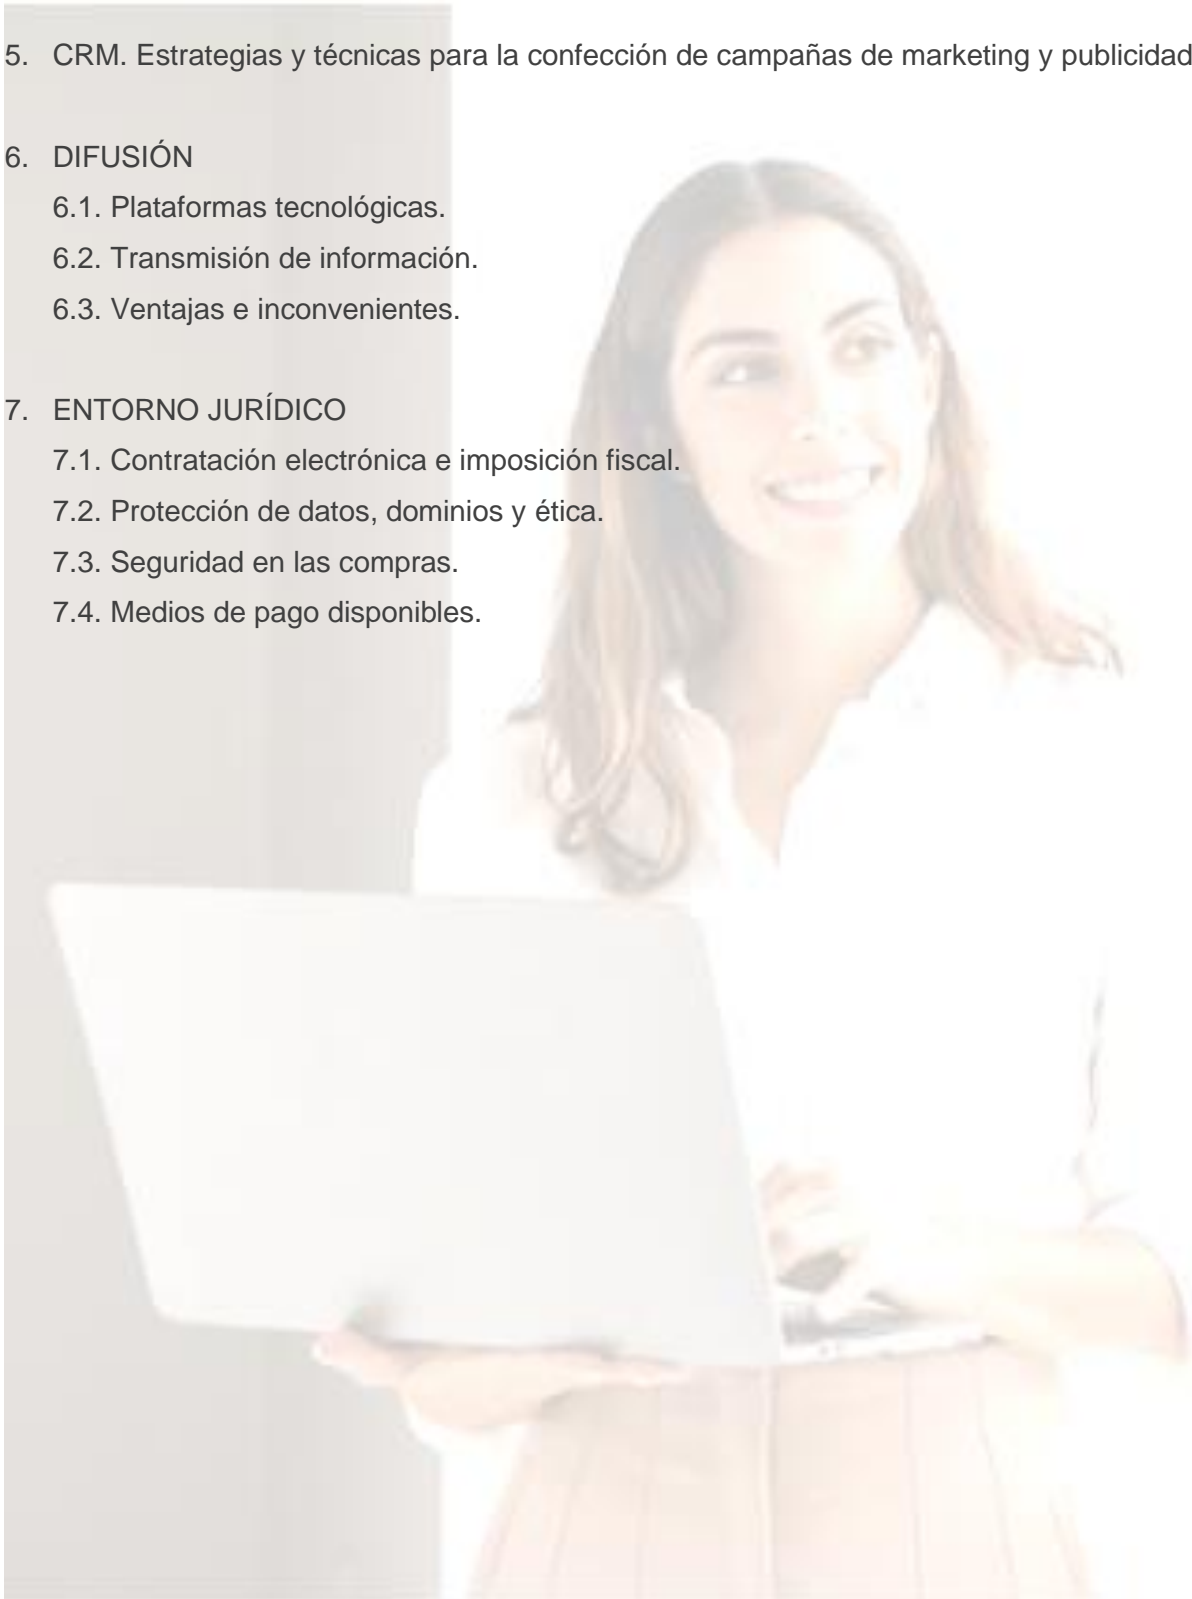 5. CRM. Estrategias y técnicas para la confección de campañas de marketing y publicidad
6. DIFUSIÓN
6.1. Plataformas tecnológicas.
6.2. Transmisión de información.
6.3. Ventajas e inconvenientes.
7. ENTORNO JURÍDICO
7.1. Contratación electrónica e imposición fiscal.
7.2. Protección de datos, dominios y ética.
7.3. Seguridad en las compras.
7.4. Medios de pago disponibles.